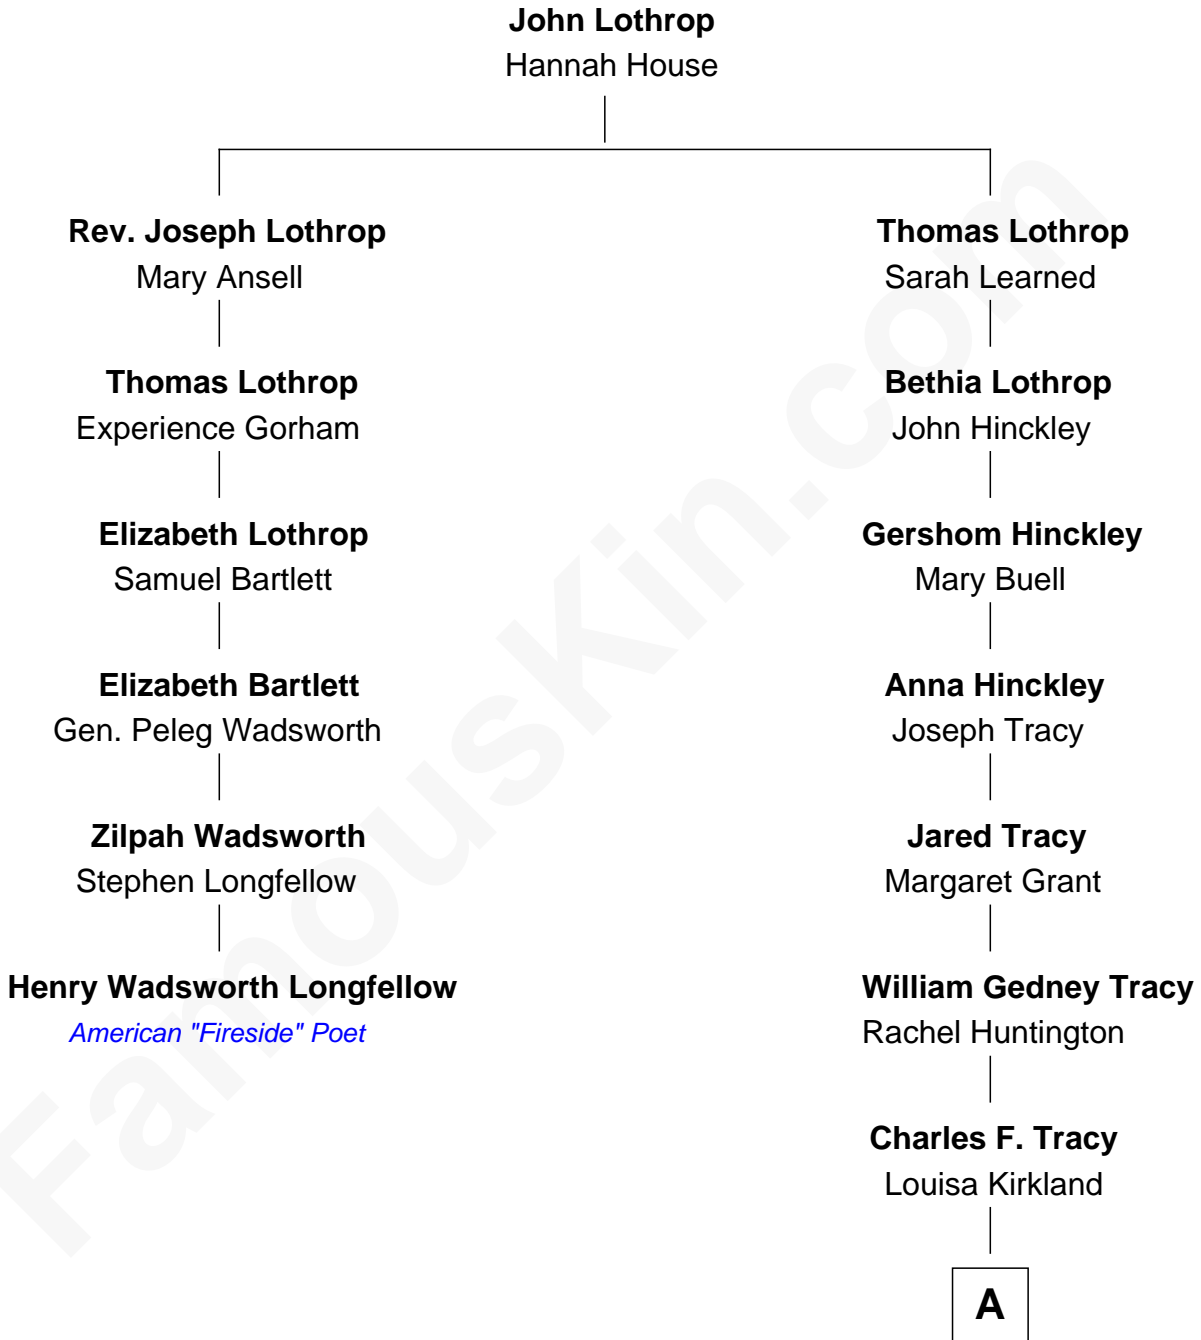 John Lothrop
Hannah House
Rev. Joseph Lothrop
Mary Ansell
Thomas Lothrop
Experience Gorham
Elizabeth Lothrop
Samuel Bartlett
Elizabeth Bartlett
Gen. Peleg Wadsworth
Zilpah Wadsworth
Stephen Longfellow
Henry Wadsworth Longfellow
American "Fireside" Poet
Thomas Lothrop
Sarah Learned
Bethia Lothrop
John Hinckley
Gershom Hinckley
Mary Buell
Anna Hinckley
Joseph Tracy
Jared Tracy
Margaret Grant
William Gedney Tracy
Rachel Huntington
Charles F. Tracy
Louisa Kirkland
A
FamousKin.com